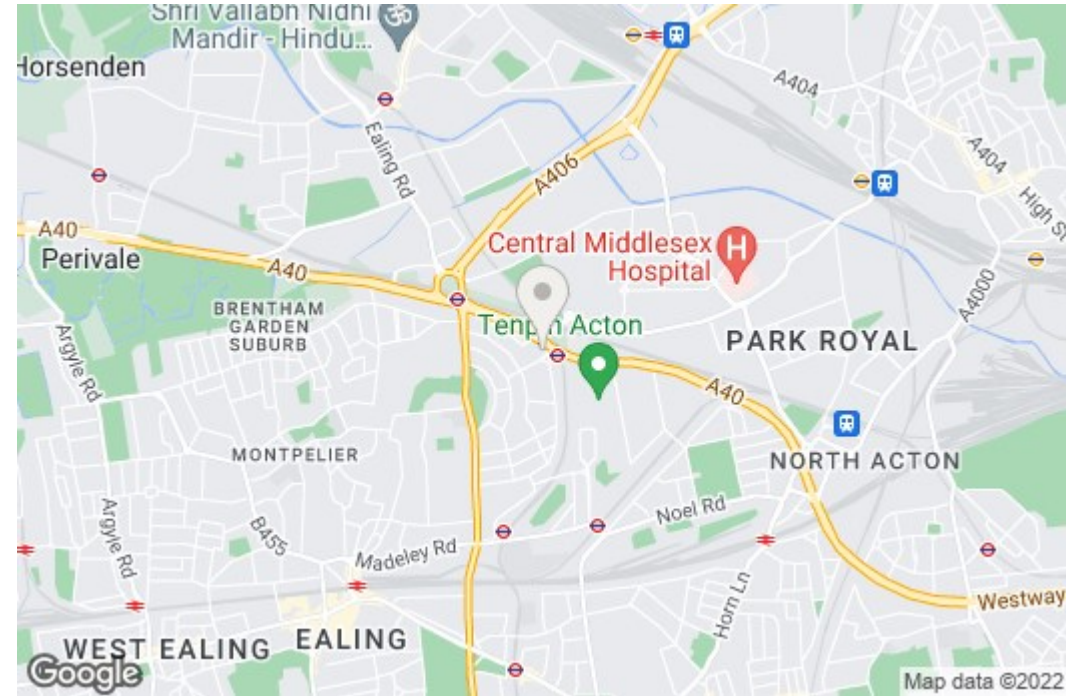 Shri Vallabh Nidhi
Mandir - Hindu...
Horsenden
A404
Ealing Rd
A406
A404
High St
A40
Perivale
A40
Central Middlesex
Hospital
A4000
BRENTHAM
GARDEN
SUBURB
Tenpin Acton
PARK ROYAL
Argyle Rd
A40
MONTPELIER
NORTH ACTON
Argyle Rd
B455
Noel Rd
Madeley Rd
Horn Ln
Westway
WEST EALING
EALING
Google
Map data ©2022